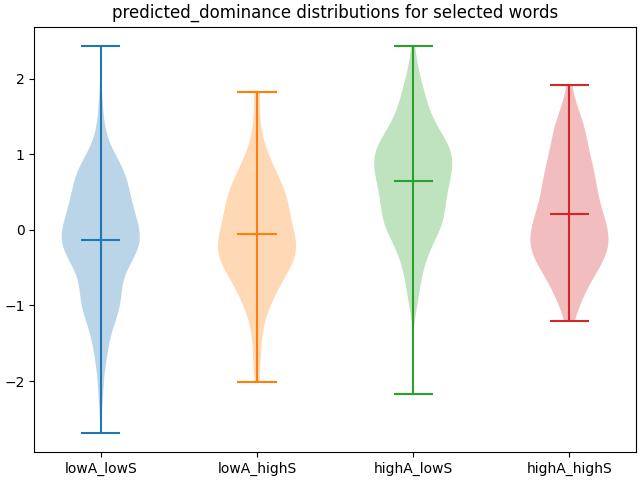 predicted_dominance distributions for selected words
2
1
0
−1
−2
lowA_lowS lowA_highS highA_lowS highA_highS